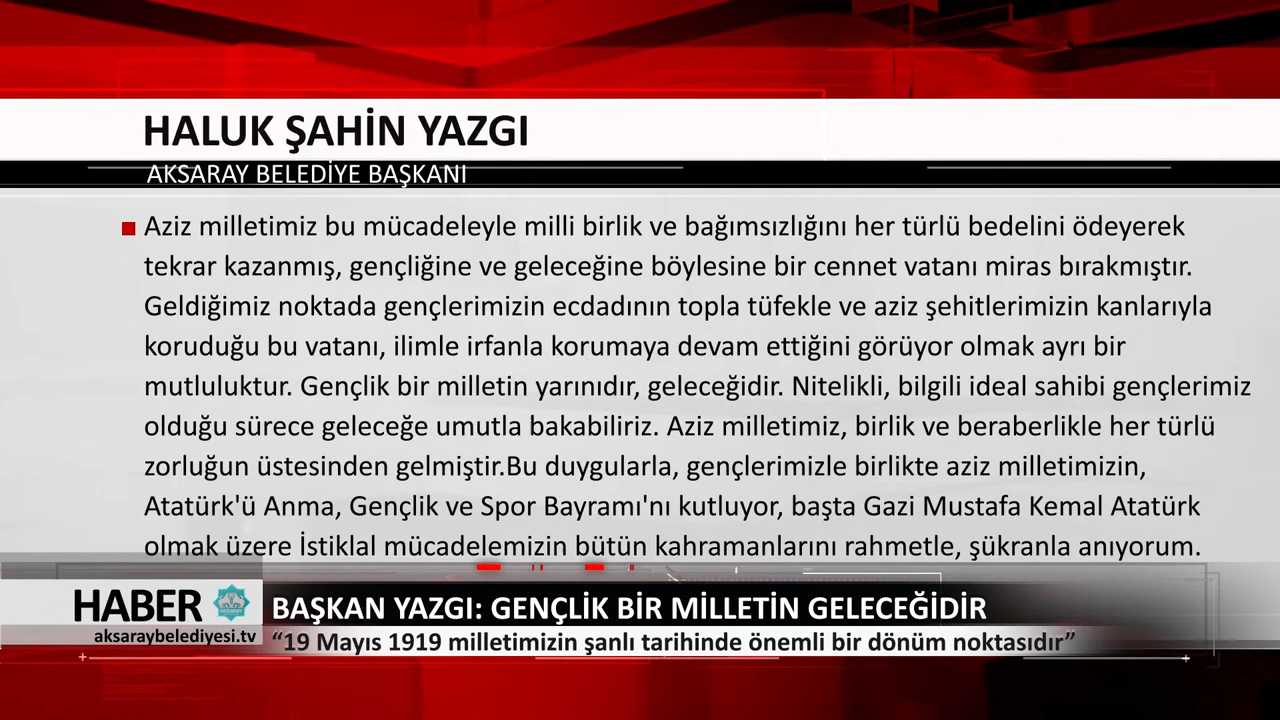 HALUK ŞAHİN YAZGI
AKSARAY BELEDİYE BAŞKANI
Aziz milletimiz bu mücadeleyle milli birlik ve bağımsızlığını her türlü bedelini ödeyerek
tekrar kazanmış, gençliğine ve geleceğine böylesine bir cennet vatanı miras bırakmıştır.
Geldiğimiz noktada gençlerimizin ecdadının topla tüfekle ve aziz şehitlerimizin kanlarıyla
koruduğu bu vatanı, ilimle irfanla korumaya devam ettiğini görüyor olmak ayrı bir
mutluluktur. Gençlik bir milletin yarınıdır, geleceğidir. Nitelikli, bilgili ideal sahibi gençlerimiz
olduğu sürece geleceğe umutla bakabiliriz. Aziz milletimiz, birlik ve beraberlikle her türlü
zorluğun üstesinden gelmiştir.Bu duygularla, gençlerimizle birlikte aziz milletimizin,
Atatürk'ü Anma, Gençlik ve Spor Bayramı'nı kutluyor, başta Gazi Mustafa Kemal Atatürk
olmak üzere İstiklal mücadelemizin bütün kahramanlarını rahmetle, şükranla anıyorum.
HABER
aksaraybelediyesi.tv
BAŞKAN YAZGI: GENÇLİK BİR MİLLETİN GELECEĞİDİR
“19 Mayıs 1919 milletimizin şanlı tarihinde önemli bir dönüm noktasıdır”